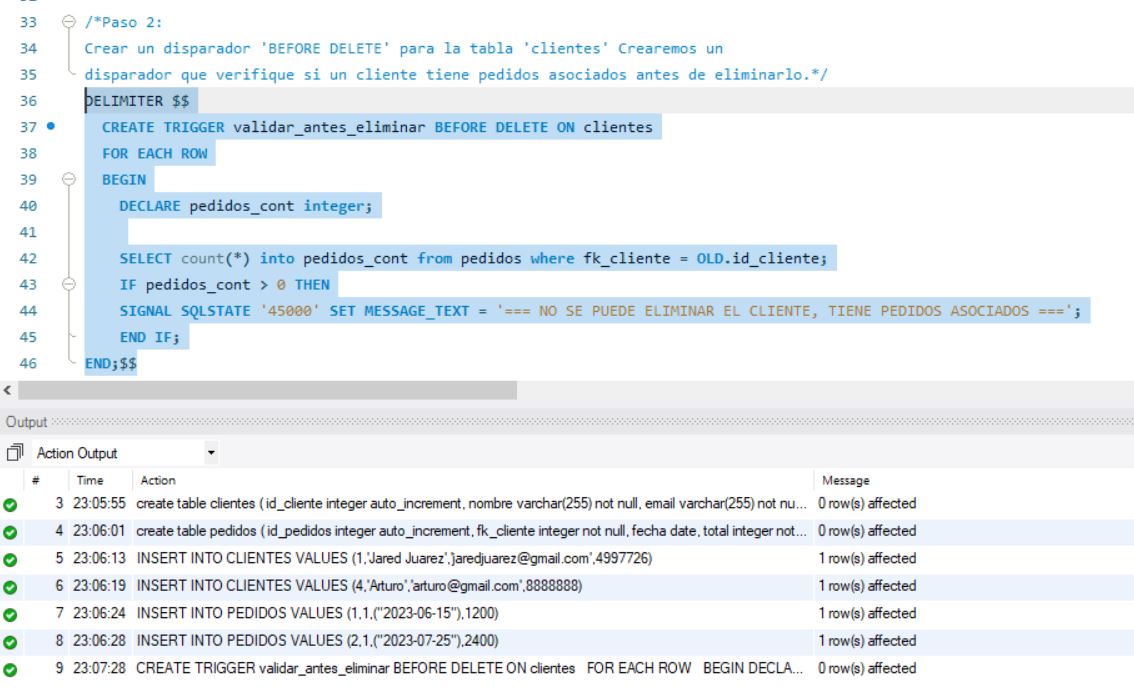 33 /*Paso 2:
34 Crear un disparador 'BEFORE DELETE' para la tabla 'clientes' Crearemos un
35 disparador que verifique si un cliente tiene pedidos asociados antes de eliminarlo.*/
36 DELIMITER $$
37 CREATE TRIGGER validar_antes_eliminar BEFORE DELETE ON clientes
38 FOR EACH ROW
39 BEGIN
40 DECLARE pedidos_cont integer;
41
42 SELECT count(*) into pedidos_cont from pedidos where fk_cliente = OLD.id_cliente;
43 IF pedidos_cont > 0 THEN
44 SIGNAL SQLSTATE '45000' SET MESSAGE_TEXT = '=== NO SE PUEDE ELIMINAR EL CLIENTE, TIENE PEDIDOS ASOCIADOS ===';
45 END IF;
46 END;$$
Output
Action Output
# Time Action Message
3 23:05:55 create table clientes ( id_cliente integer auto_increment, nombre varchar(255) not null, email varchar(255) not nu... 0 row(s) affected
4 23:06:01 create table pedidos ( id_pedidos integer auto_increment, fk_cliente integer not null, fecha date, total integer not... 0 row(s) affected
5 23:06:13 INSERT INTO CLIENTES VALUES (1,'Jared Juarez','jaredjuarez@gmail.com',4997726) 1 row(s) affected
6 23:06:19 INSERT INTO CLIENTES VALUES (4,'Arturo','arturo@gmail.com',8888888) 1 row(s) affected
7 23:06:24 INSERT INTO PEDIDOS VALUES (1,1,("2023-06-15"),1200) 1 row(s) affected
8 23:06:28 INSERT INTO PEDIDOS VALUES (2,1,("2023-07-25"),2400) 1 row(s) affected
9 23:07:28 CREATE TRIGGER validar_antes_eliminar BEFORE DELETE ON clientes FOR EACH ROW BEGIN DECLA... 0 row(s) affected